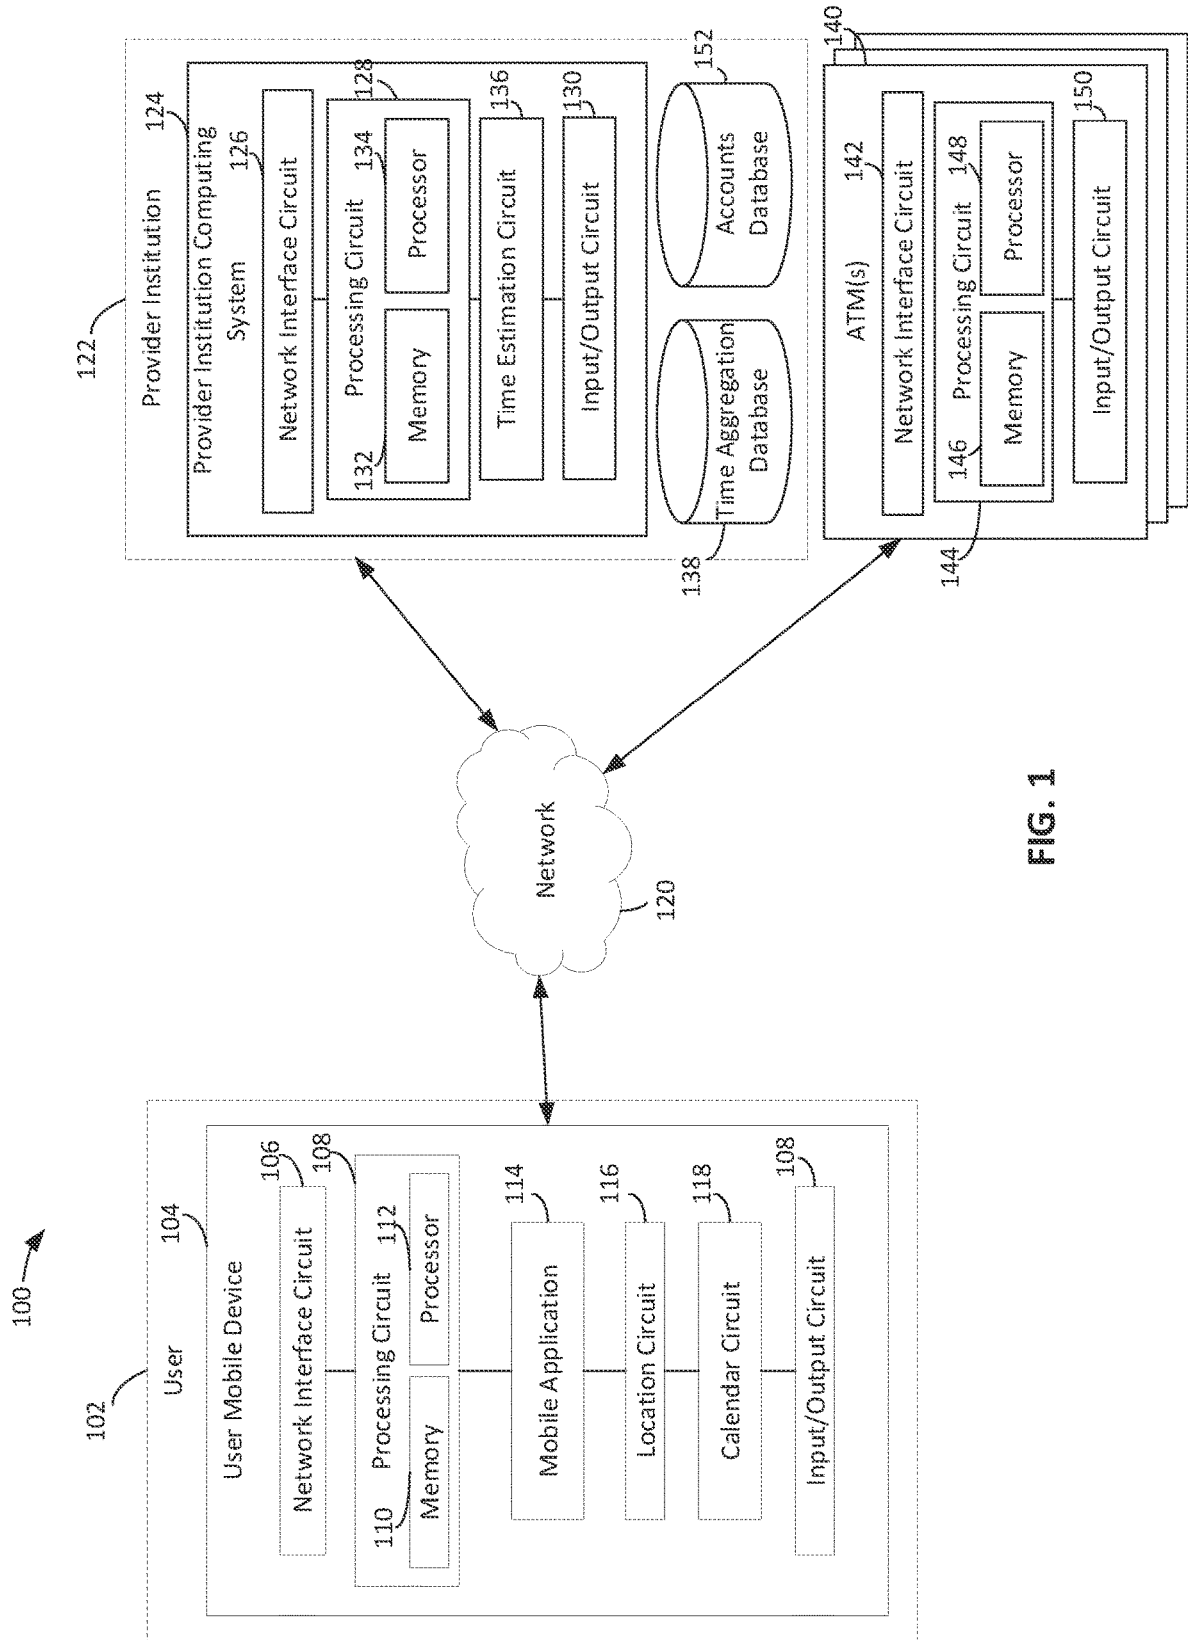 100
102
User
104
User Mobile Device
106
Network Interface Circuit
108
Processing Circuit
110
Memory
112
Processor
114
Mobile Application
116
Location Circuit
118
Calendar Circuit
108
Input/Output Circuit
Network
120
122
Provider Institution
124
Provider Institution Computing
System
126
Network Interface Circuit
128
Processing Circuit
132
Memory
134
Processor
136
Time Estimation Circuit
130
Input/Output Circuit
138
Time Aggregation
Database
152
Accounts
Database
140
ATM(s)
142
Network Interface Circuit
144
Processing Circuit
146
Memory
148
Processor
150
Input/Output Circuit
FIG. 1